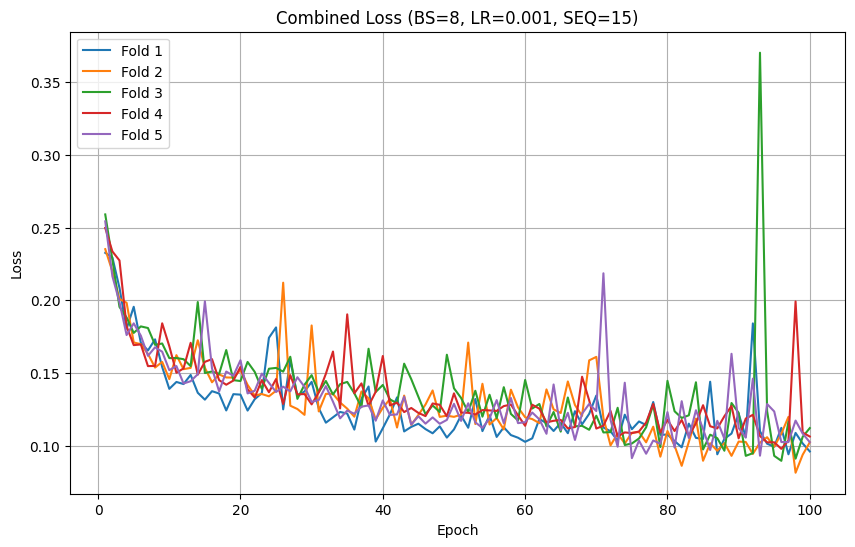 Combined Loss (BS=8, LR=0.001, SEQ=15)
Fold 1
Fold 2
Fold 3
Fold 4
Fold 5
Loss
0.35
0.30
0.25
0.20
0.15
0.10
0
20
40
60
80
100
Epoch